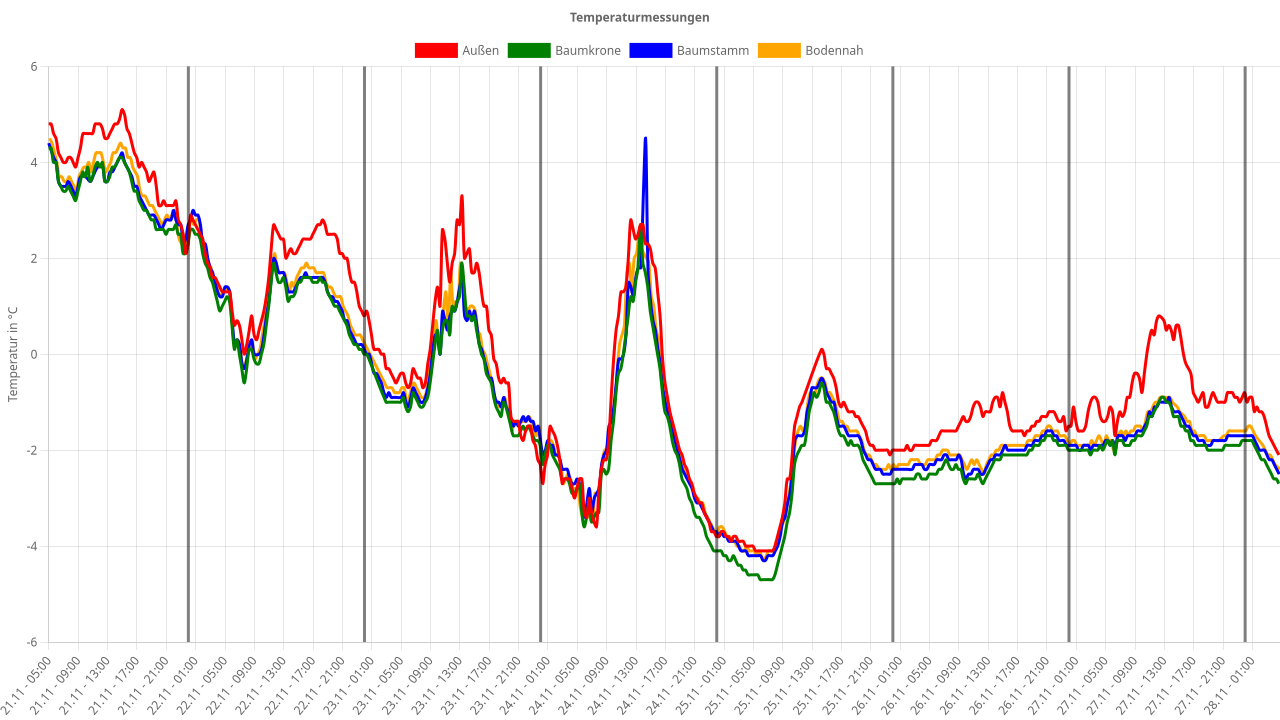 Temperaturmessungen
Außen Baumkrone Baumstamm Bodennah
Temperatur in °C
6
4
2
0
-2
-4
-6
21.11 - 05:00
21.11 - 09:00
21.11 - 13:00
21.11 - 17:00
21.11 - 21:00
22.11 - 01:00
22.11 - 05:00
22.11 - 09:00
22.11 - 13:00
22.11 - 17:00
22.11 - 21:00
23.11 - 01:00
23.11 - 05:00
23.11 - 09:00
23.11 - 13:00
23.11 - 17:00
23.11 - 21:00
24.11 - 01:00
24.11 - 05:00
24.11 - 09:00
24.11 - 13:00
24.11 - 17:00
24.11 - 21:00
25.11 - 01:00
25.11 - 05:00
25.11 - 09:00
25.11 - 13:00
25.11 - 17:00
25.11 - 21:00
26.11 - 01:00
26.11 - 05:00
26.11 - 09:00
26.11 - 13:00
26.11 - 17:00
26.11 - 21:00
27.11 - 01:00
27.11 - 05:00
27.11 - 09:00
27.11 - 13:00
27.11 - 17:00
27.11 - 21:00
28.11 - 01:00